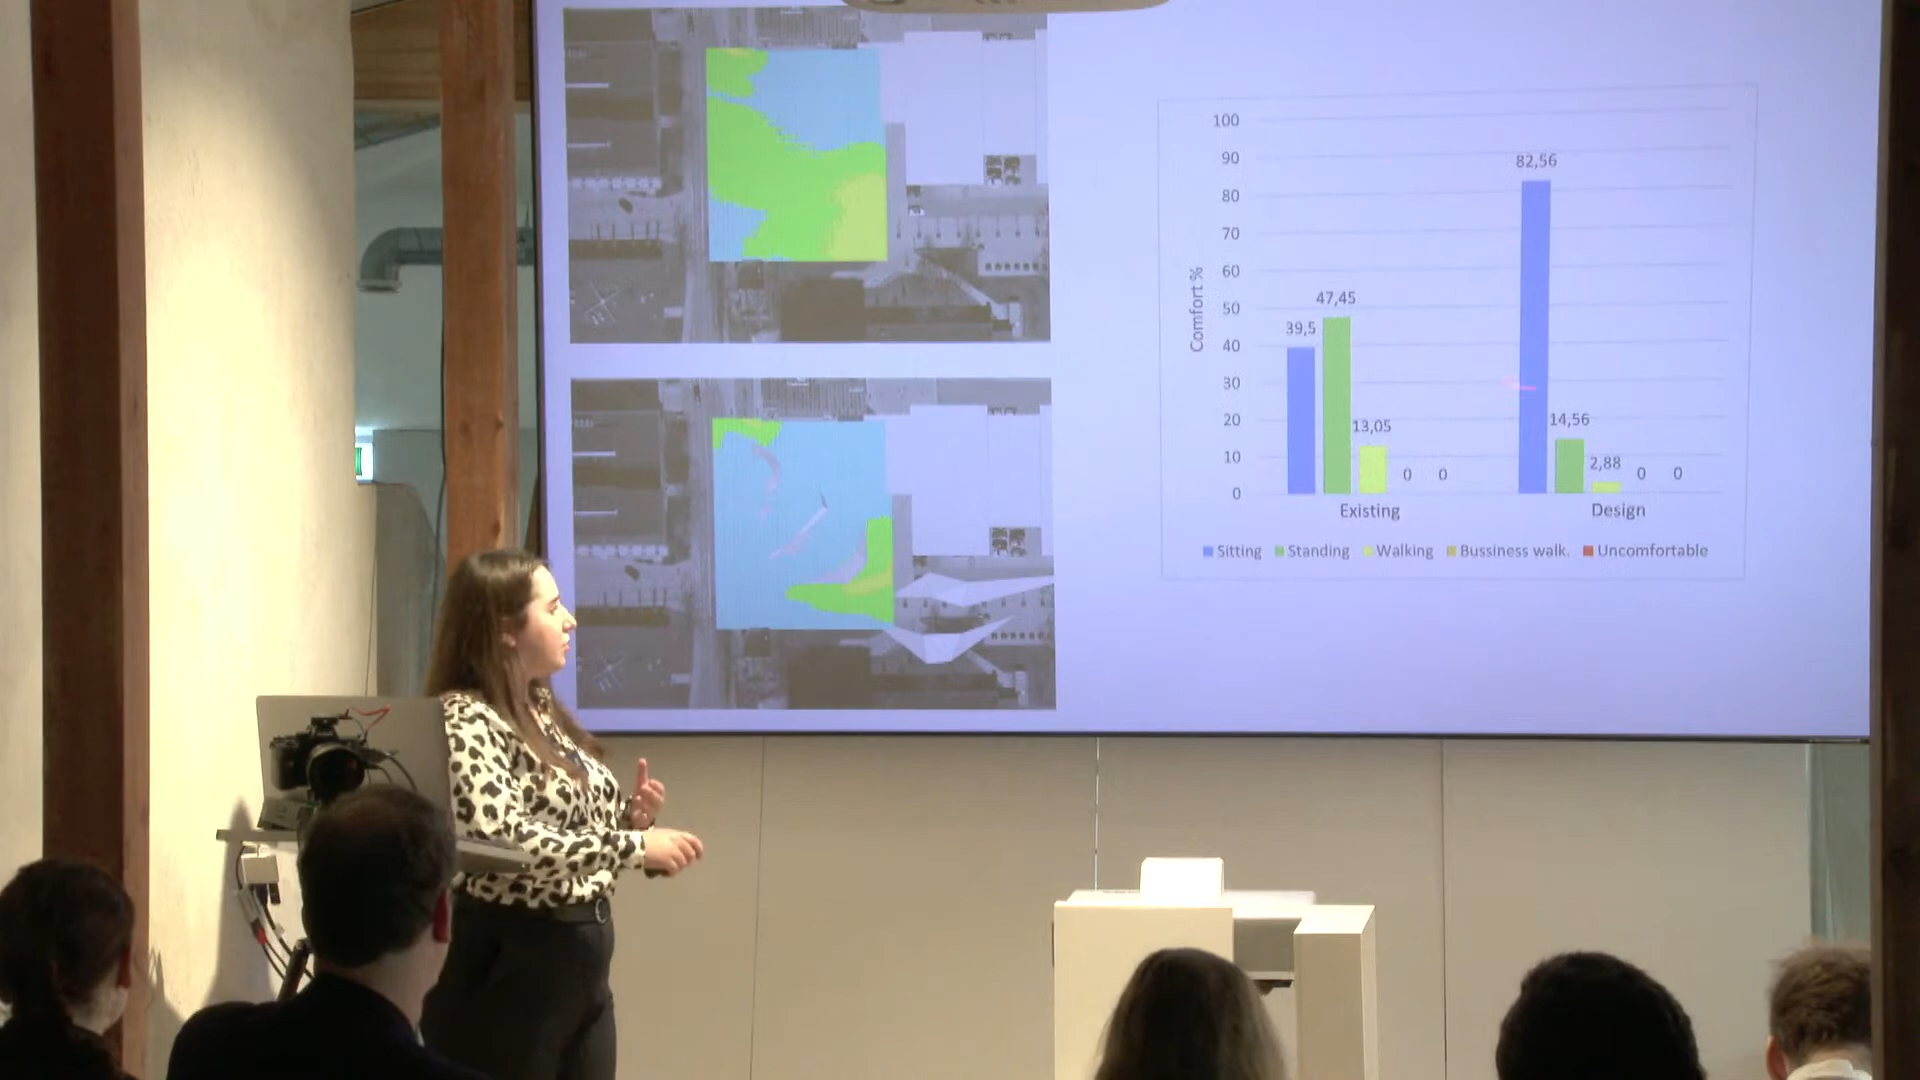 100
90
80
70
60
50
40
30
20
10
0
Comfort %
39,5
47,45
13,05
0
0
82,56
14,56
2,88
0
0
Existing
Design
Sitting
Standing
Walking
Bussiness walk.
Uncomfortable